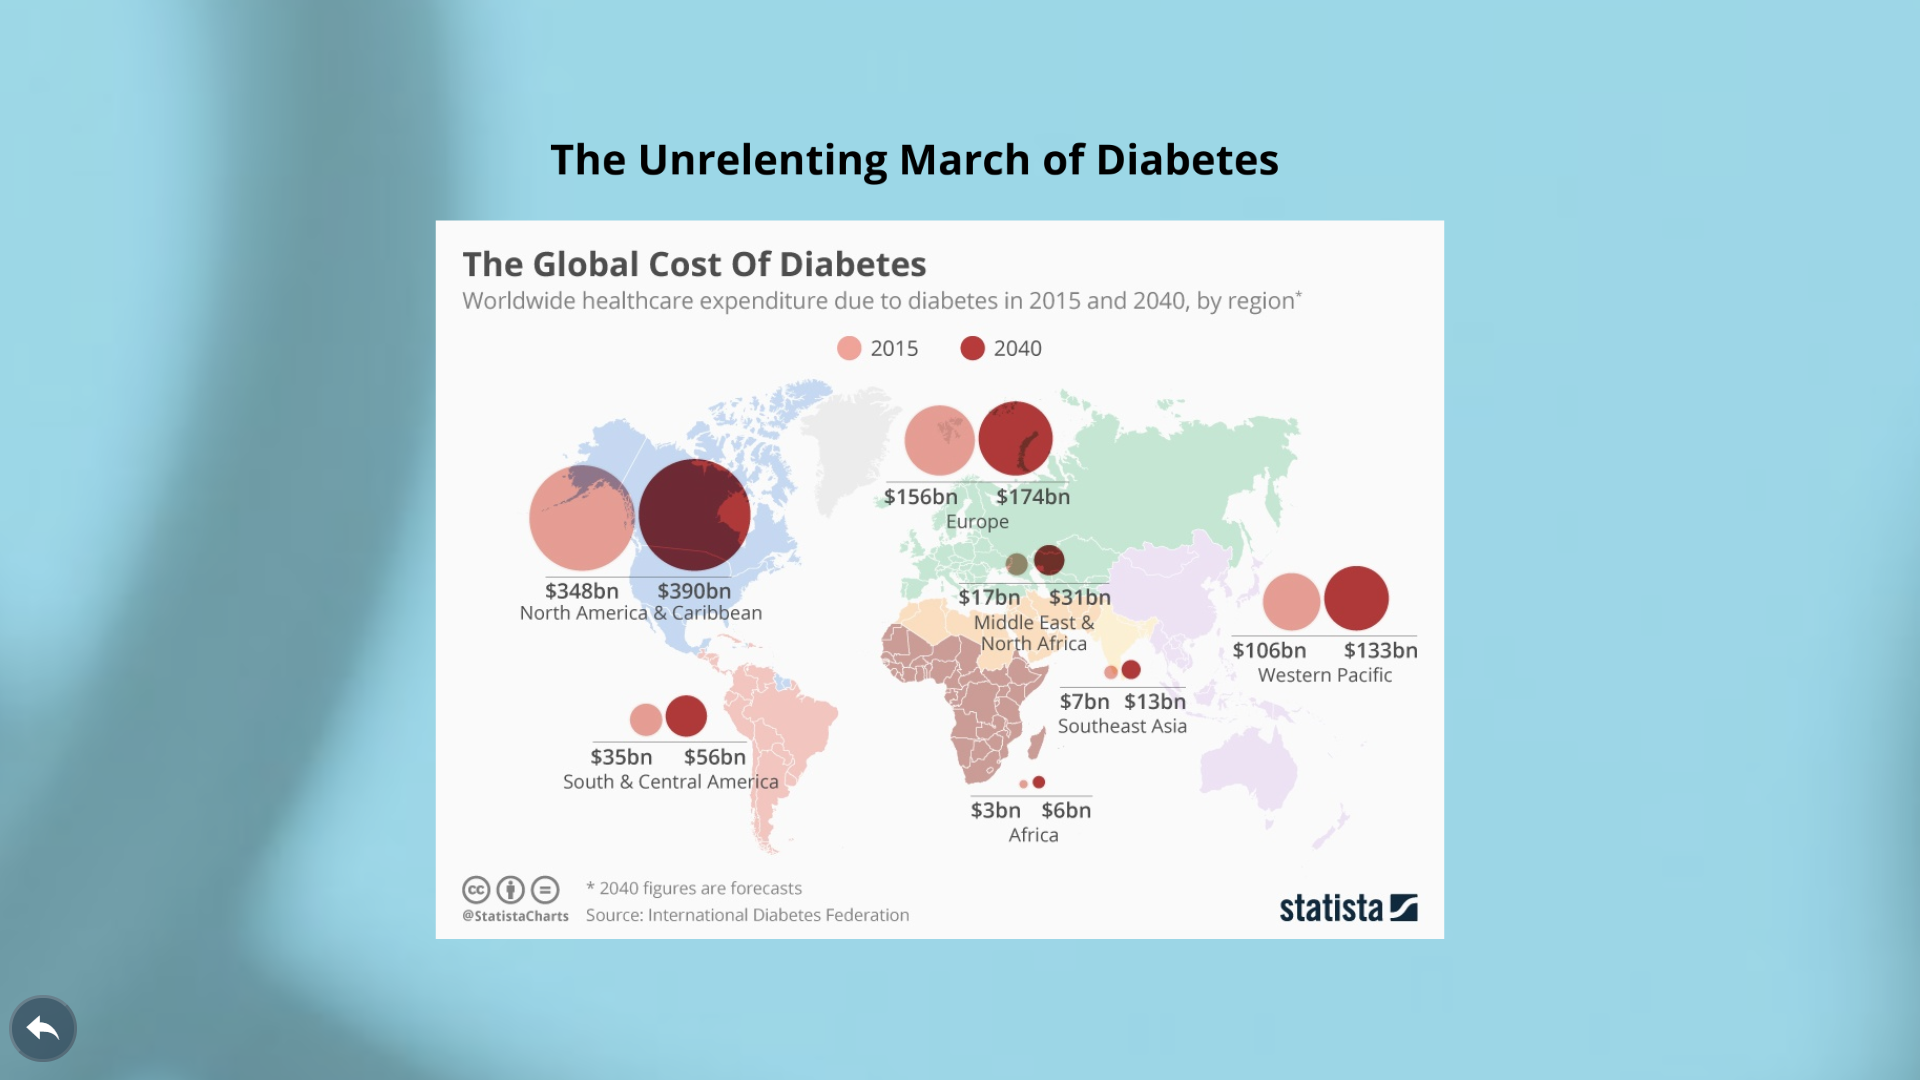 The Unrelenting March of Diabetes
The Global Cost Of Diabetes
Worldwide healthcare expenditure due to diabetes in 2015 and 2040, by region*
2015 2040
$156bn $174bn
Europe
$348bn $390bn
North America & Caribbean
$17bn $31bn
Middle East &
North Africa
$106bn $133bn
Western Pacific
$7bn $13bn
Southeast Asia
$35bn $56bn
South & Central America
$3bn $6bn
Africa
cc
@StatistaCharts
* 2040 figures are forecasts
Source: International Diabetes Federation
statista